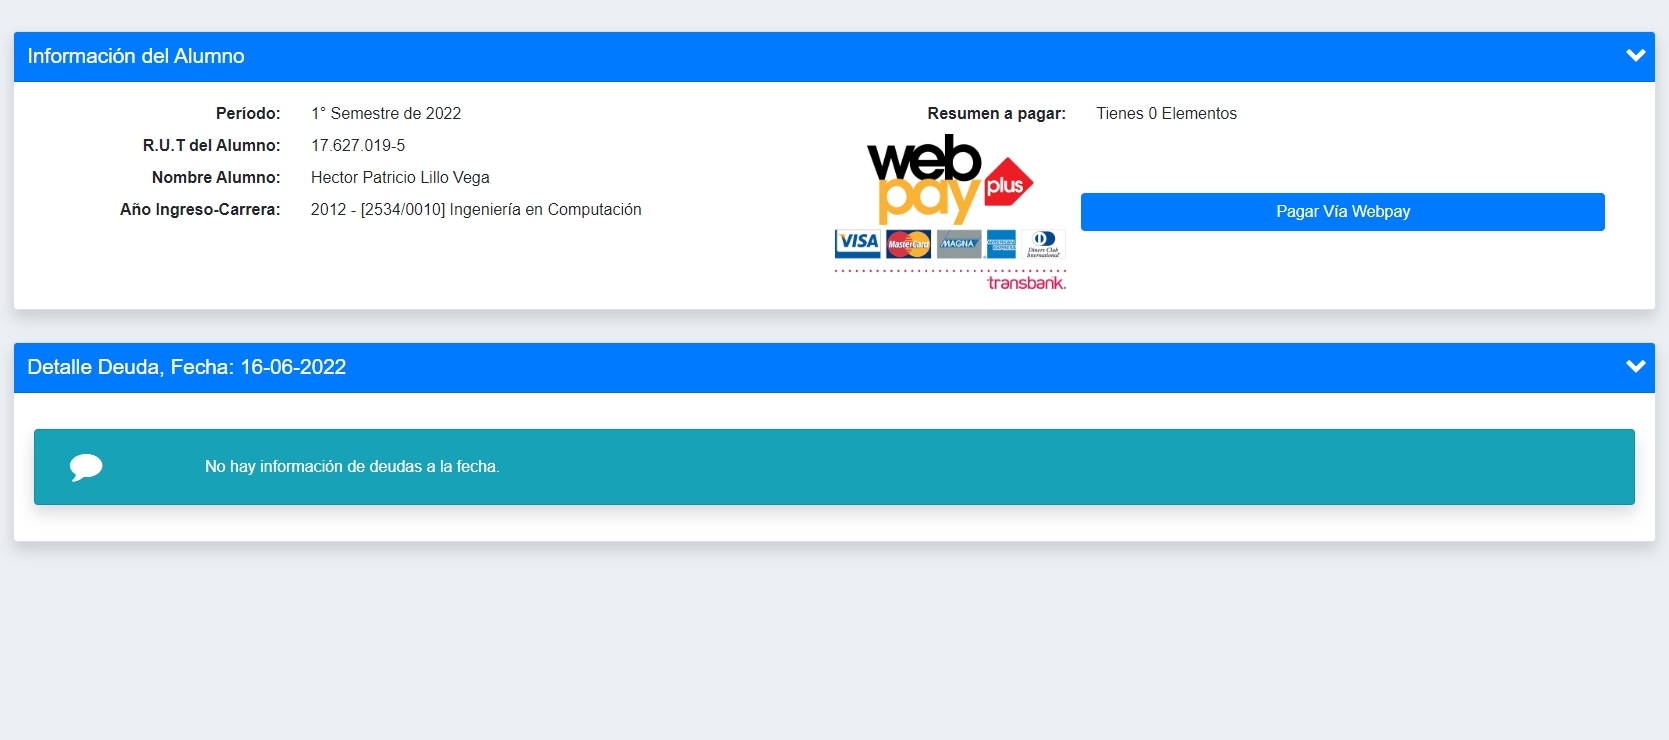 Información del Alumno
Período: 1° Semestre de 2022
R.U.T del Alumno: 17.627.019-5
Nombre Alumno: Hector Patricio Lillo Vega
Año Ingreso-Carrera: 2012 - [2534/0010] Ingeniería en Computación
Resumen a pagar: Tienes 0 Elementos
web
pay plus
VISA MasterCard MAGNA AMERICAN EXPRESS Diners Club International
transbank.
Pagar Vía Webpay
Detalle Deuda, Fecha: 16-06-2022
No hay información de deudas a la fecha.